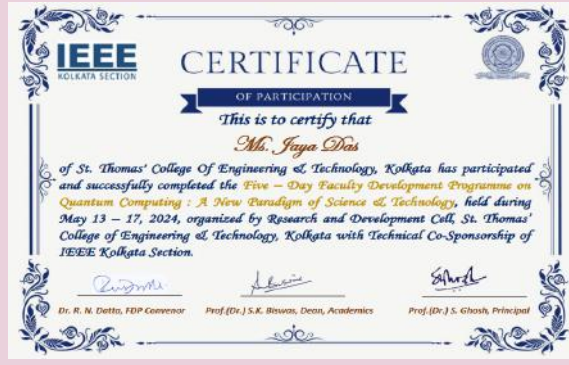 IEEE
KOLKATA SECTION
CERTIFICATE
OF PARTICIPATION
This is to certify that
Ms. Jaya Das
of St. Thomas' College Of Engineering & Technology, Kolkata has participated
and successfully completed the Five – Day Faculty Development Programme on
Quantum Computing : A New Paradigm of Science & Technology, held during
May 13 – 17, 2024, organized by Research and Development Cell, St. Thomas'
College of Engineering & Technology, Kolkata with Technical Co-Sponsorship of
IEEE Kolkata Section.
Dr. R. N. Datta, FDP Convenor
Prof.(Dr.) S.K. Biswas, Dean, Academics
Prof.(Dr.) S. Ghosh, Principal